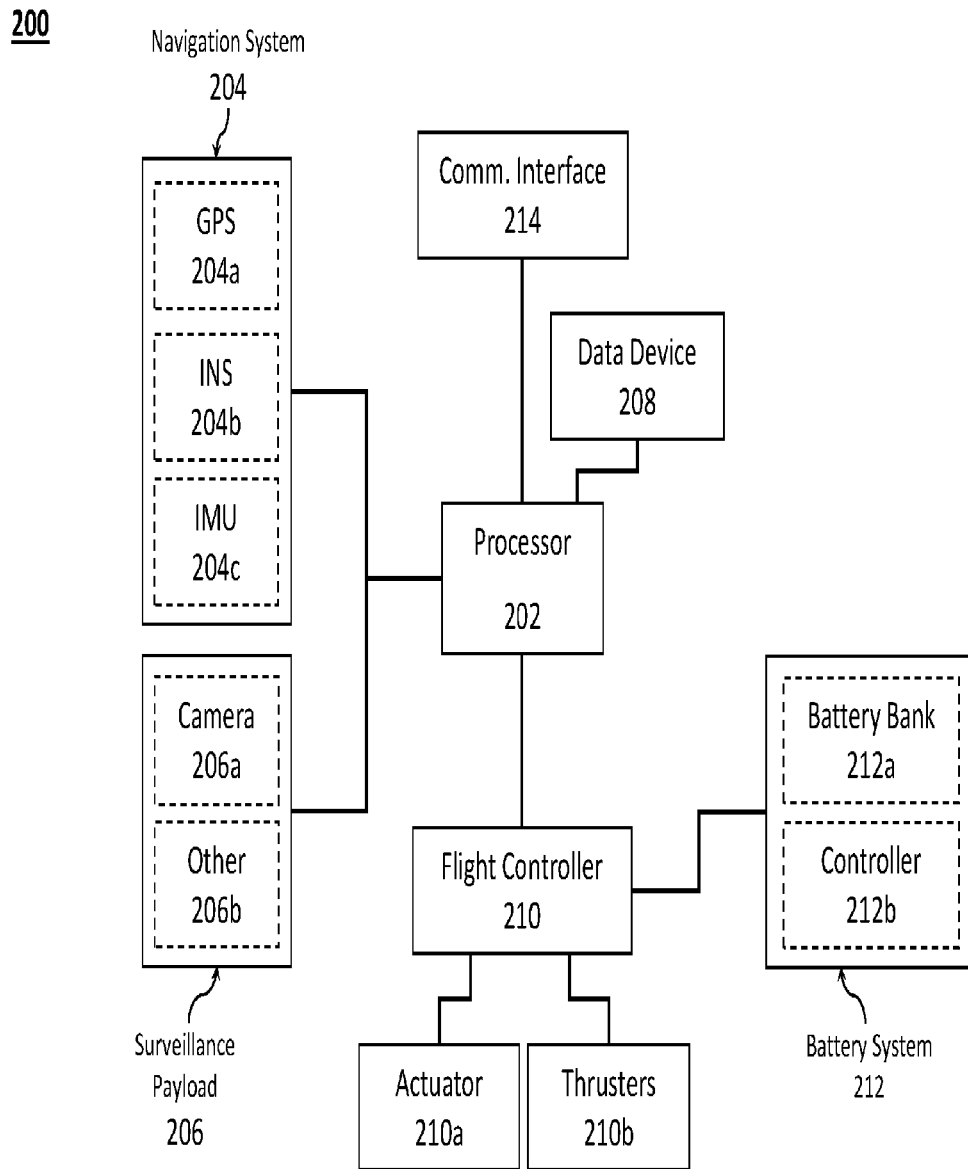 200
Navigation System
204
GPS
204a
INS
204b
IMU
204c
Comm. Interface
214
Data Device
208
Processor
202
Camera
206a
Other
206b
Surveillance
Payload
206
Flight Controller
210
Actuator
210a
Thrusters
210b
Battery Bank
212a
Controller
212b
Battery System
212